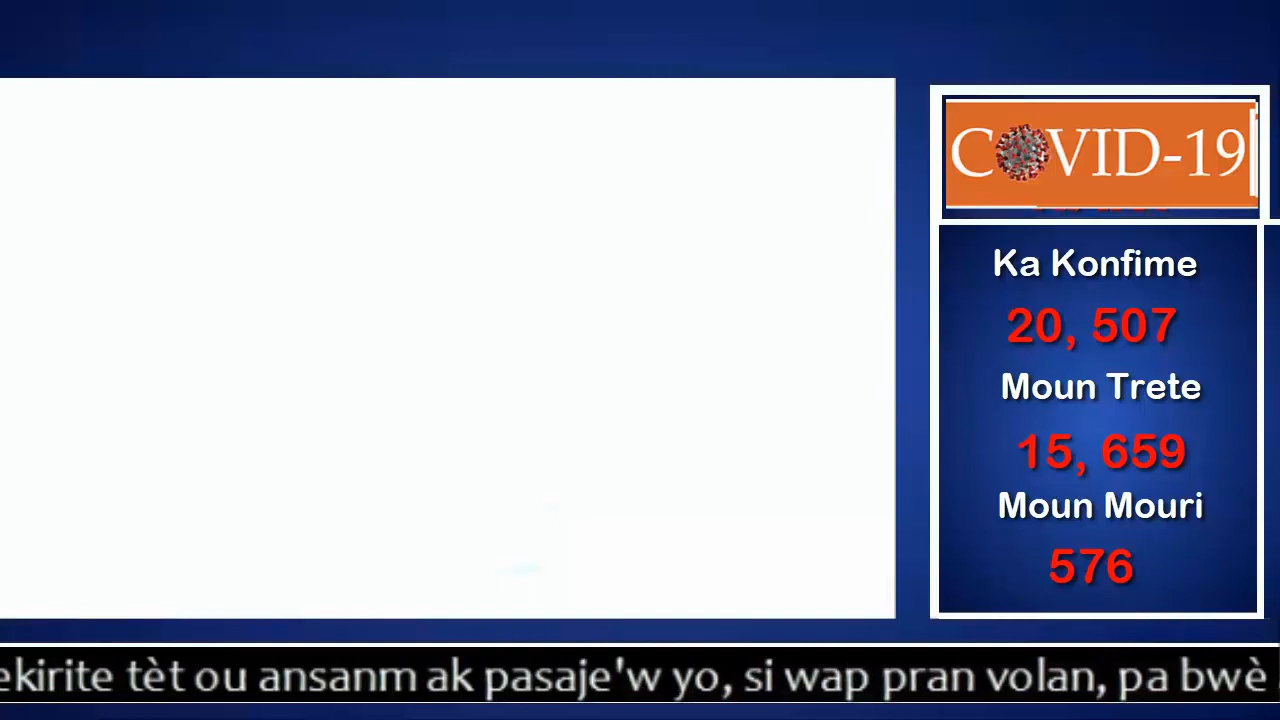 COVID-19
Ka Konfime
20, 507
Moun Trete
15, 659
Moun Mouri
576
ekirite tèt ou ansanm ak pasaje'w yo, si wap pran volan, pa bwè